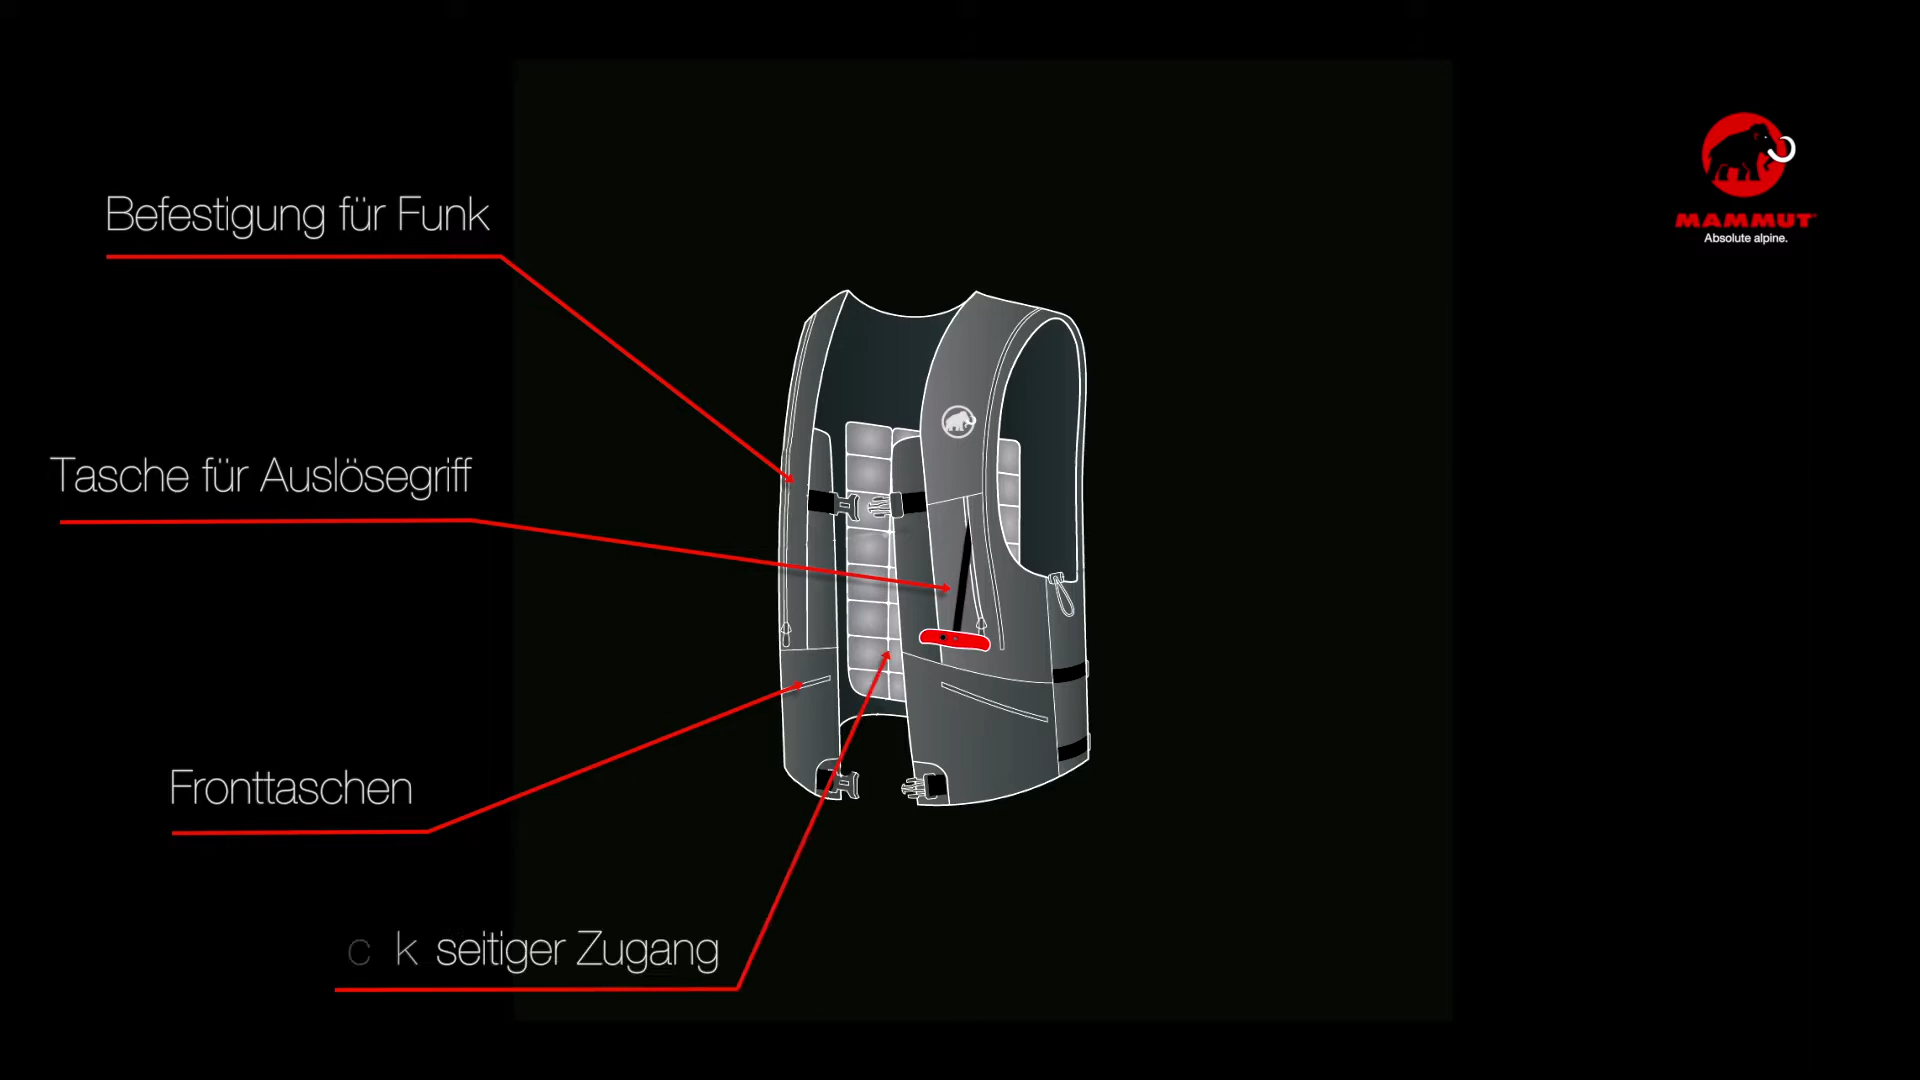 Befestigung für Funk
MAMMUT
Absolute alpine.
Tasche für Auslösegriff
Fronttaschen
c k seitiger Zugang